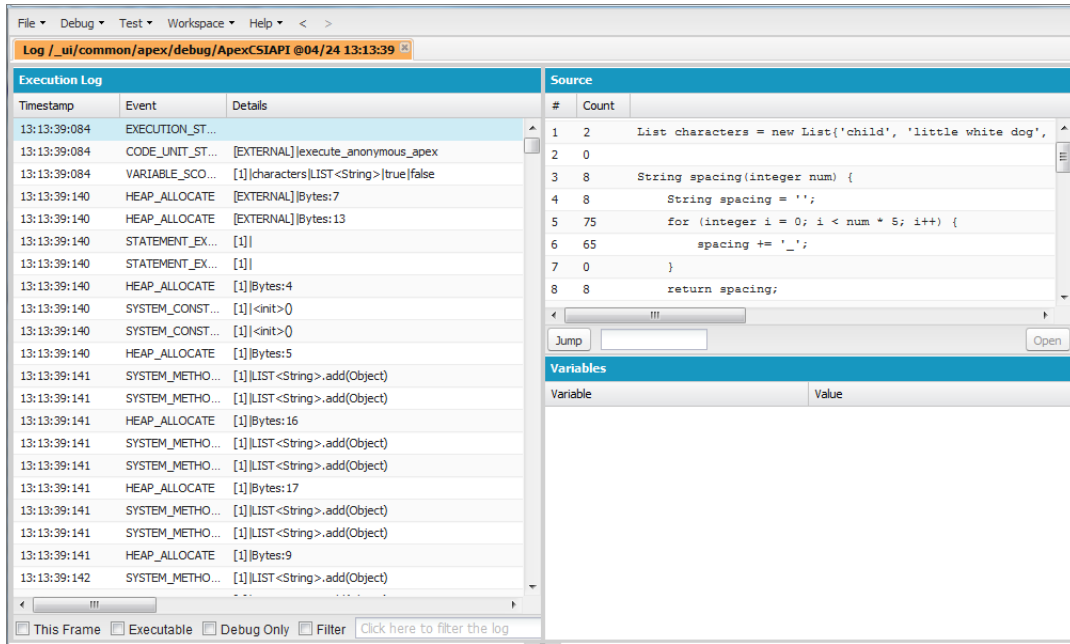 File Debug Test Workspace Help < >
Log /_ui/common/apex/debug/ApexCSIAPI @04/24 13:13:39
Execution Log
Timestamp Event Details
13:13:39:084 EXECUTION_ST...
13:13:39:084 CODE_UNIT_ST... [EXTERNAL]|execute_anonymous_apex
13:13:39:084 VARIABLE_SCO... [1]|characters|LIST<String>|true|false
13:13:39:140 HEAP_ALLOCATE [EXTERNAL]|Bytes:7
13:13:39:140 HEAP_ALLOCATE [EXTERNAL]|Bytes:13
13:13:39:140 STATEMENT_EX... [1]|
13:13:39:140 STATEMENT_EX... [1]|
13:13:39:140 HEAP_ALLOCATE [1]|Bytes:4
13:13:39:140 SYSTEM_CONST... [1]|<init>()
13:13:39:140 SYSTEM_CONST... [1]|<init>()
13:13:39:140 HEAP_ALLOCATE [1]|Bytes:5
13:13:39:141 SYSTEM_METHO... [1]|LIST<String>.add(Object)
13:13:39:141 SYSTEM_METHO... [1]|LIST<String>.add(Object)
13:13:39:141 HEAP_ALLOCATE [1]|Bytes:16
13:13:39:141 SYSTEM_METHO... [1]|LIST<String>.add(Object)
13:13:39:141 SYSTEM_METHO... [1]|LIST<String>.add(Object)
13:13:39:141 HEAP_ALLOCATE [1]|Bytes:17
13:13:39:141 SYSTEM_METHO... [1]|LIST<String>.add(Object)
13:13:39:141 SYSTEM_METHO... [1]|LIST<String>.add(Object)
13:13:39:141 HEAP_ALLOCATE [1]|Bytes:9
13:13:39:142 SYSTEM_METHO... [1]|LIST<String>.add(Object)
This Frame Executable Debug Only Filter Click here to filter the log
Source
# Count
1 2 List characters = new List{'child', 'little white dog',
2 0
3 8 String spacing(integer num) {
4 8 String spacing = '';
5 75 for (integer i = 0; i < num * 5; i++) {
6 65 spacing += '_';
7 0 }
8 8 return spacing;
Jump Open
Variables
Variable Value